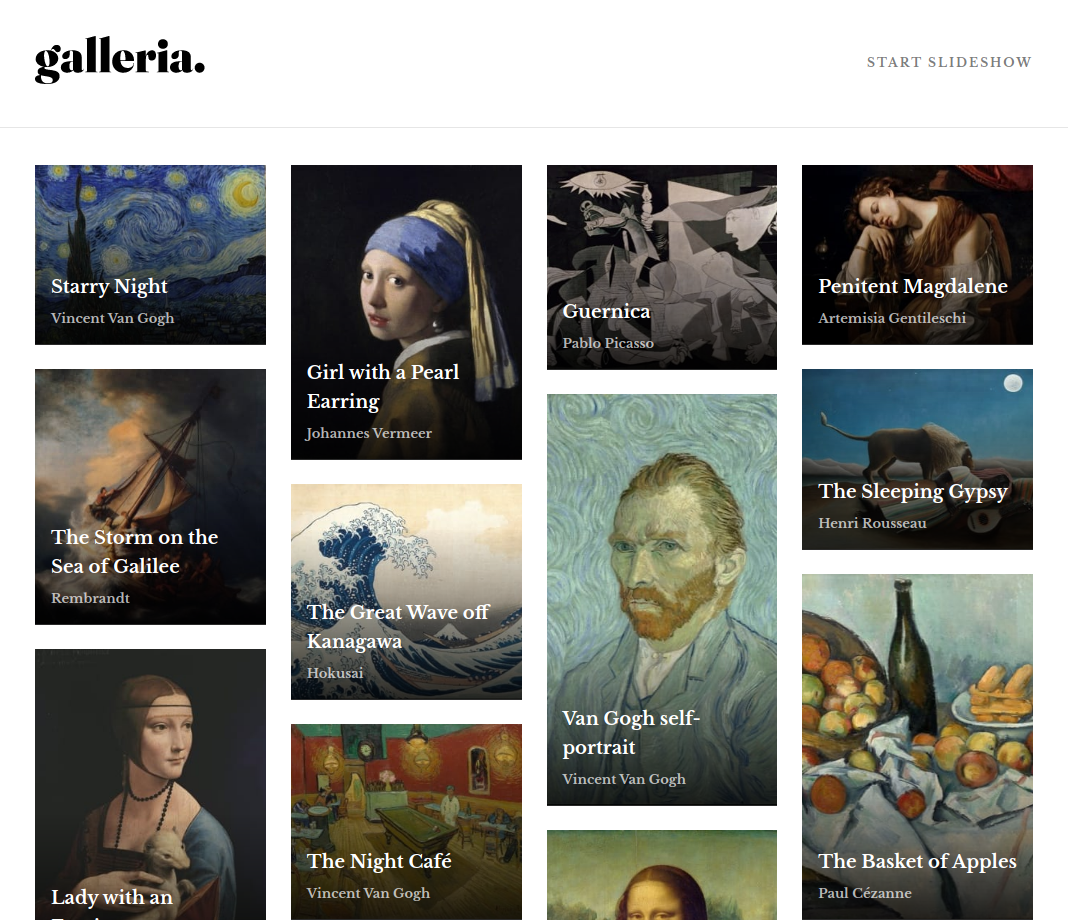 galleria.
START SLIDESHOW
Starry Night
Vincent Van Gogh
The Storm on the
Sea of Galilee
Rembrandt
Lady with an
Girl with a Pearl
Earring
Johannes Vermeer
The Great Wave off
Kanagawa
Hokusai
The Night Café
Vincent Van Gogh
Guernica
Pablo Picasso
Van Gogh self-
portrait
Vincent Van Gogh
Penitent Magdalene
Artemisia Gentileschi
The Sleeping Gypsy
Henri Rousseau
The Basket of Apples
Paul Cézanne